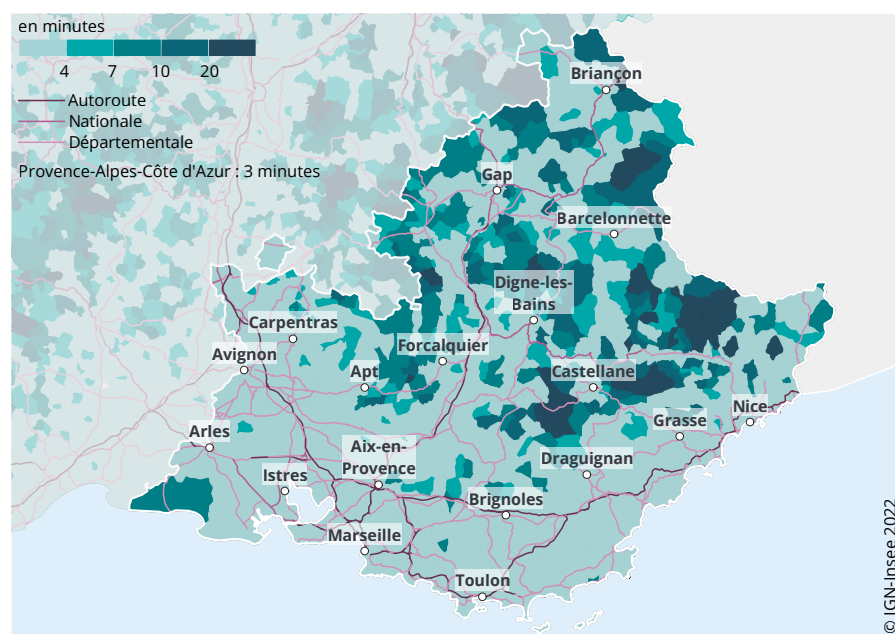 en minutes
4 7 10 20
Autoroute
Nationale
Départementale
Provence-Alpes-Côte d'Azur : 3 minutes
Briançon
Gap
Barcelonnette
Digne-les-
Bains
Carpentras
Forcalquier
Avignon
Apt
Castellane
Nice
Grasse
Arles
Aix-en-
Provence
Draguignan
Istres
Brignoles
Marseille
Toulon
© IGN-Insee 2022